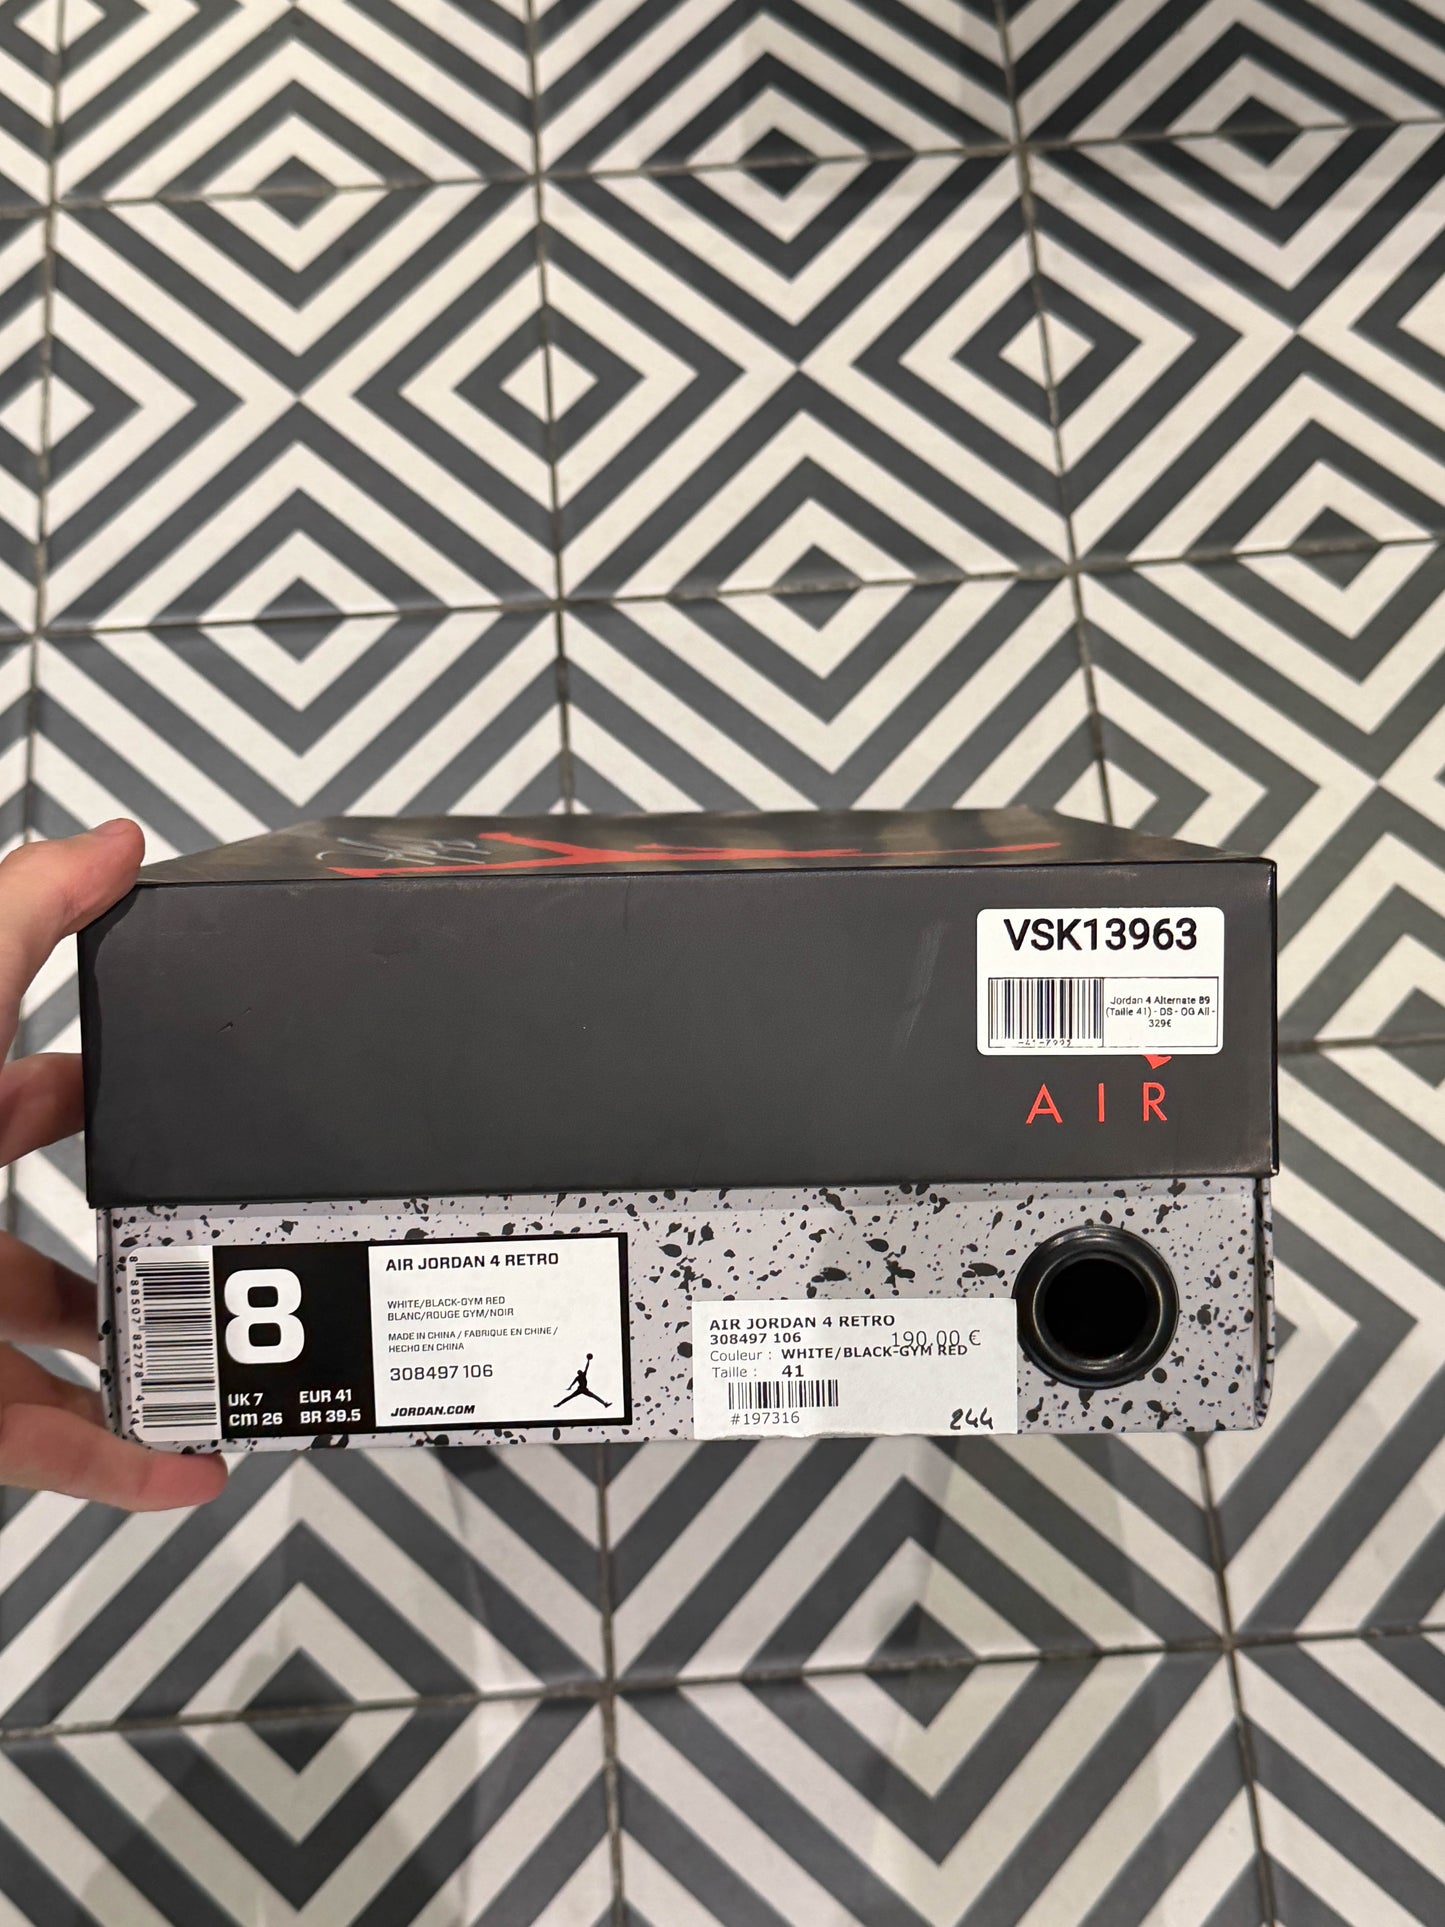 VSK13963
Jordan 4 Alternate 89
(Taille 41) - DS - OG All -
329€
AIR
8
UK 7 EUR 41
cm 26 BR 39.5
AIR JORDAN 4 RETRO
WHITE/BLACK-GYM RED
BLANC/ROUGE GYM/NOIR
MADE IN CHINA / FABRIQUE EN CHINE /
HECHO EN CHINA
308497 106
JORDAN.COM
AIR JORDAN 4 RETRO
308497 106 190,00 €
Couleur : WHITE/BLACK-GYM RED
Taille : 41
#197316
244